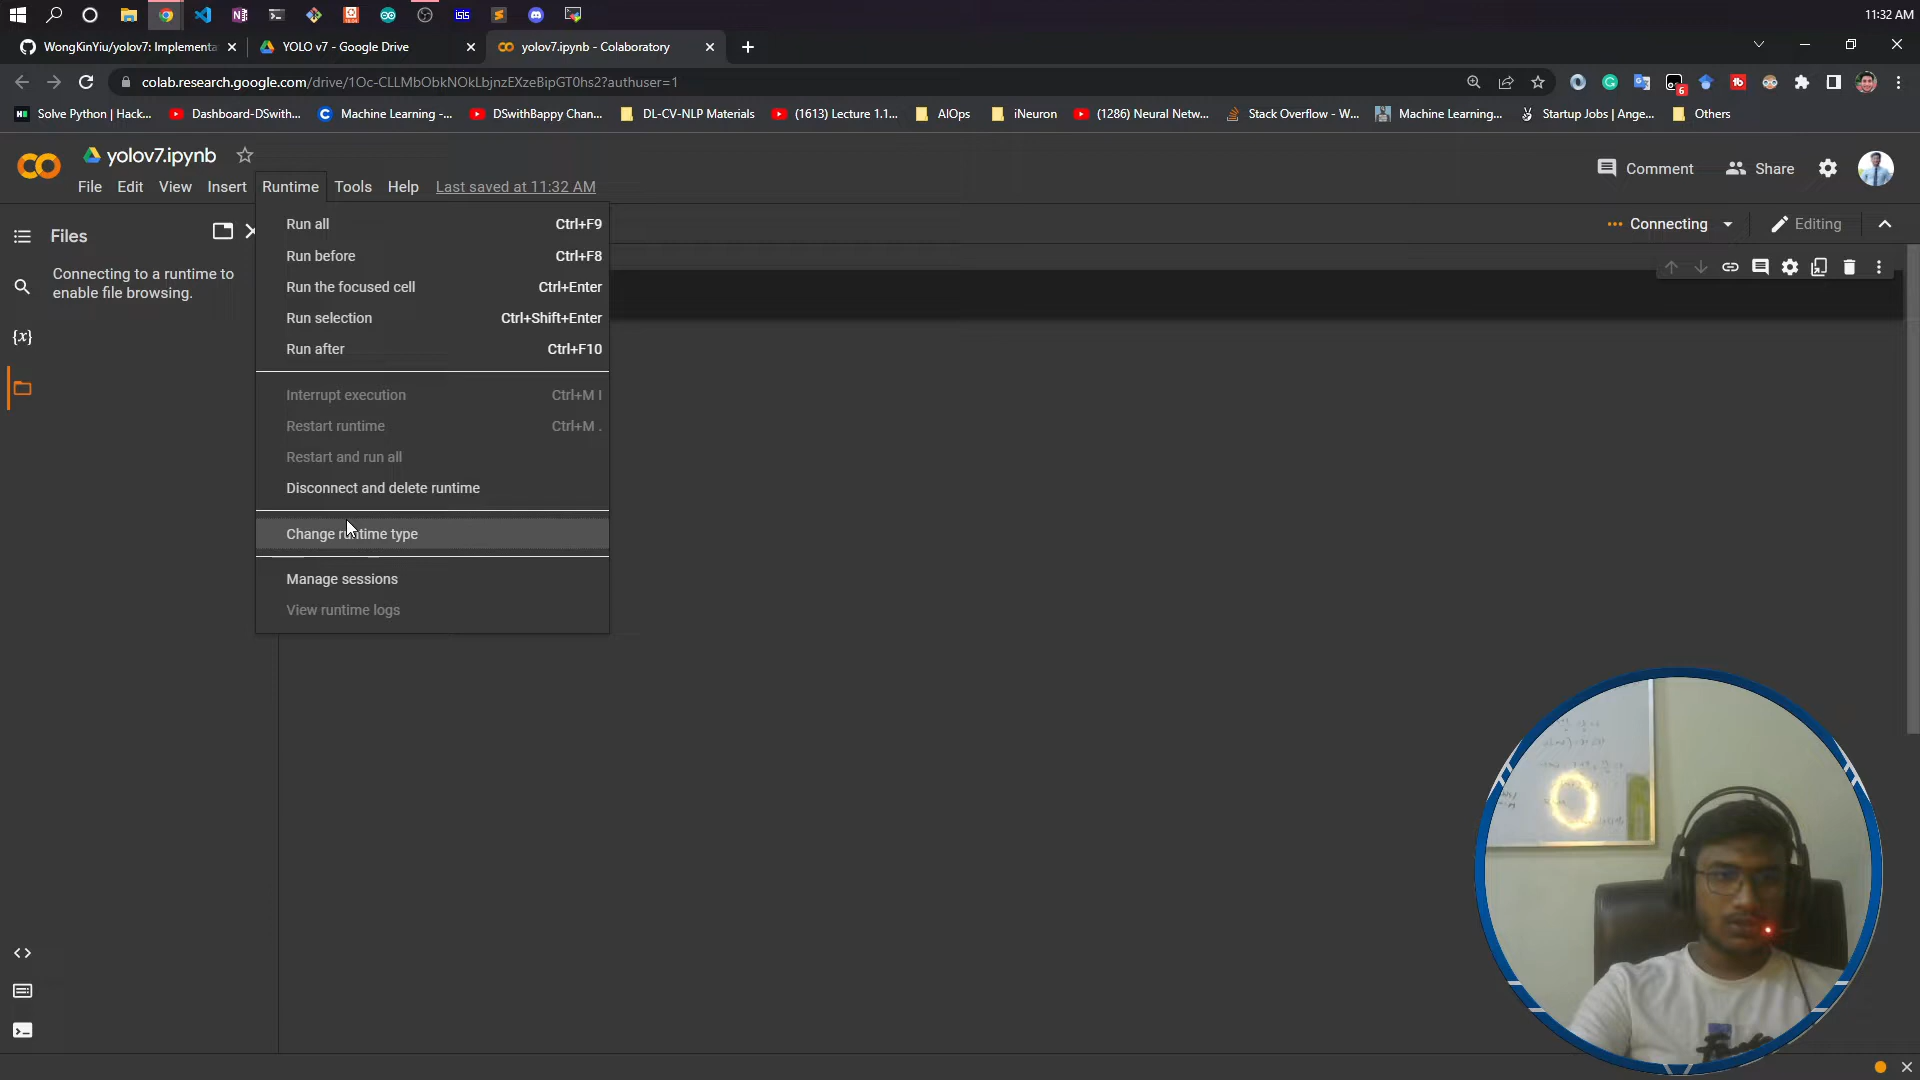 11:32 AM
WongKinYiu/yolov7: Implementa
YOLO v7 - Google Drive
yolov7.ipynb - Colaboratory
colab.research.google.com/drive/1Oc-CLLMbObkNOkLbjnzEXzeBipGT0hs2?authuser=1
6
Solve Python | Hack...
Dashboard-DSwith...
Machine Learning -...
DSwithBappy Chan...
DL-CV-NLP Materials
(1613) Lecture 1.1...
AIOps
iNeuron
(1286) Neural Netw...
Stack Overflow - W...
Machine Learning...
Startup Jobs | Ange...
Others
yolov7.ipynb
Comment
Share
File Edit View Insert Runtime Tools Help Last saved at 11:32 AM
Files
Connecting
Editing
Connecting to a runtime to
enable file browsing.
{x}
Run all Ctrl+F9
Run before Ctrl+F8
Run the focused cell Ctrl+Enter
Run selection Ctrl+Shift+Enter
Run after Ctrl+F10
Interrupt execution Ctrl+M I
Restart runtime Ctrl+M .
Restart and run all
Disconnect and delete runtime
Change runtime type
Manage sessions
View runtime logs